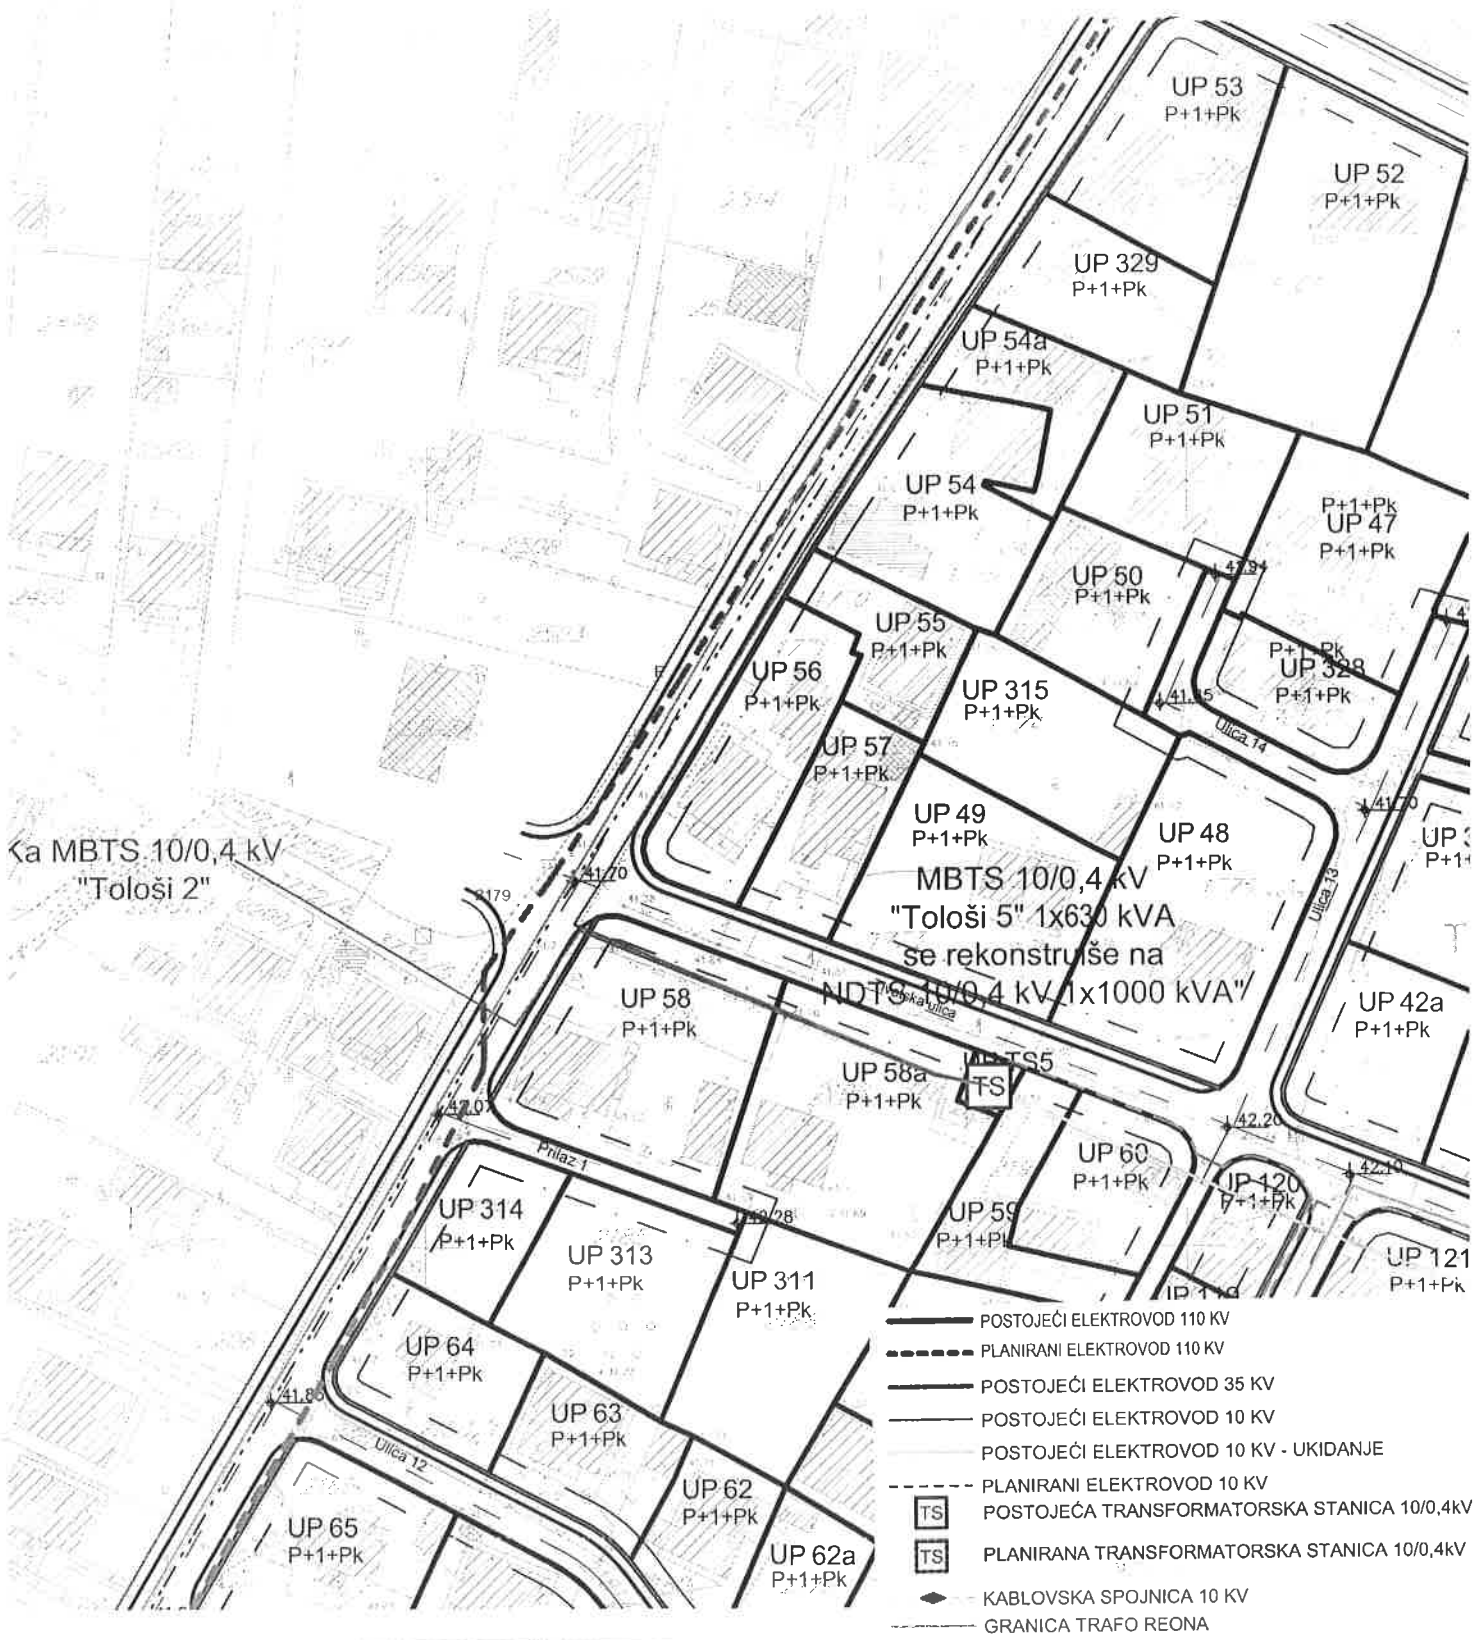 UP 53
P+1+Pk
UP 52
P+1+Pk
UP 329
P+1+Pk
UP 54a
P+1+Pk
UP 51
P+1+Pk
UP 54
P+1+Pk
P+1+Pk
UP 47
P+1+Pk
UP 50
P+1+Pk
UP 55
P+1+Pk
P+1+Pk
UP 328
P+1+Pk
UP 56
P+1+Pk
UP 315
P+1+Pk
Ulica 14
UP 57
P+1+Pk
41.70
UP 49
P+1+Pk
UP 48
P+1+Pk
Ulica 13
Ka MBTS 10/0,4 kV
"Tološi 2"
41.70
MBTS 10/0,4 kV
"Tološi 5" 1x630 kVA
se rekonstruiše na
NDTS 10/0,4 kV 1x1000 kVA"
UP 58
P+1+Pk
UP 42a
P+1+Pk
UP TS5
TS
UP 58a
P+1+Pk
42.20
42.10
Prilaz 1
UP 60
P+1+Pk
UP 120
P+1+Pk
UP 314
P+1+Pk
UP 59
P+1+Pk
UP 313
P+1+Pk
UP 311
P+1+Pk
UP 121
P+1+Pk
UP 64
P+1+Pk
UP 63
P+1+Pk
Ulica 12
UP 62
P+1+Pk
UP 65
P+1+Pk
UP 62a
P+1+Pk
POSTOJEĆI ELEKTROVOD 110 KV
PLANIRANI ELEKTROVOD 110 KV
POSTOJEĆI ELEKTROVOD 35 KV
POSTOJEĆI ELEKTROVOD 10 KV
POSTOJEĆI ELEKTROVOD 10 KV - UKIDANJE
PLANIRANI ELEKTROVOD 10 KV
TS POSTOJEĆA TRANSFORMATORSKA STANICA 10/0,4kV
TS PLANIRANA TRANSFORMATORSKA STANICA 10/0,4kV
KABLOVSKA SPOJNICA 10 KV
GRANICA TRAFO REONA